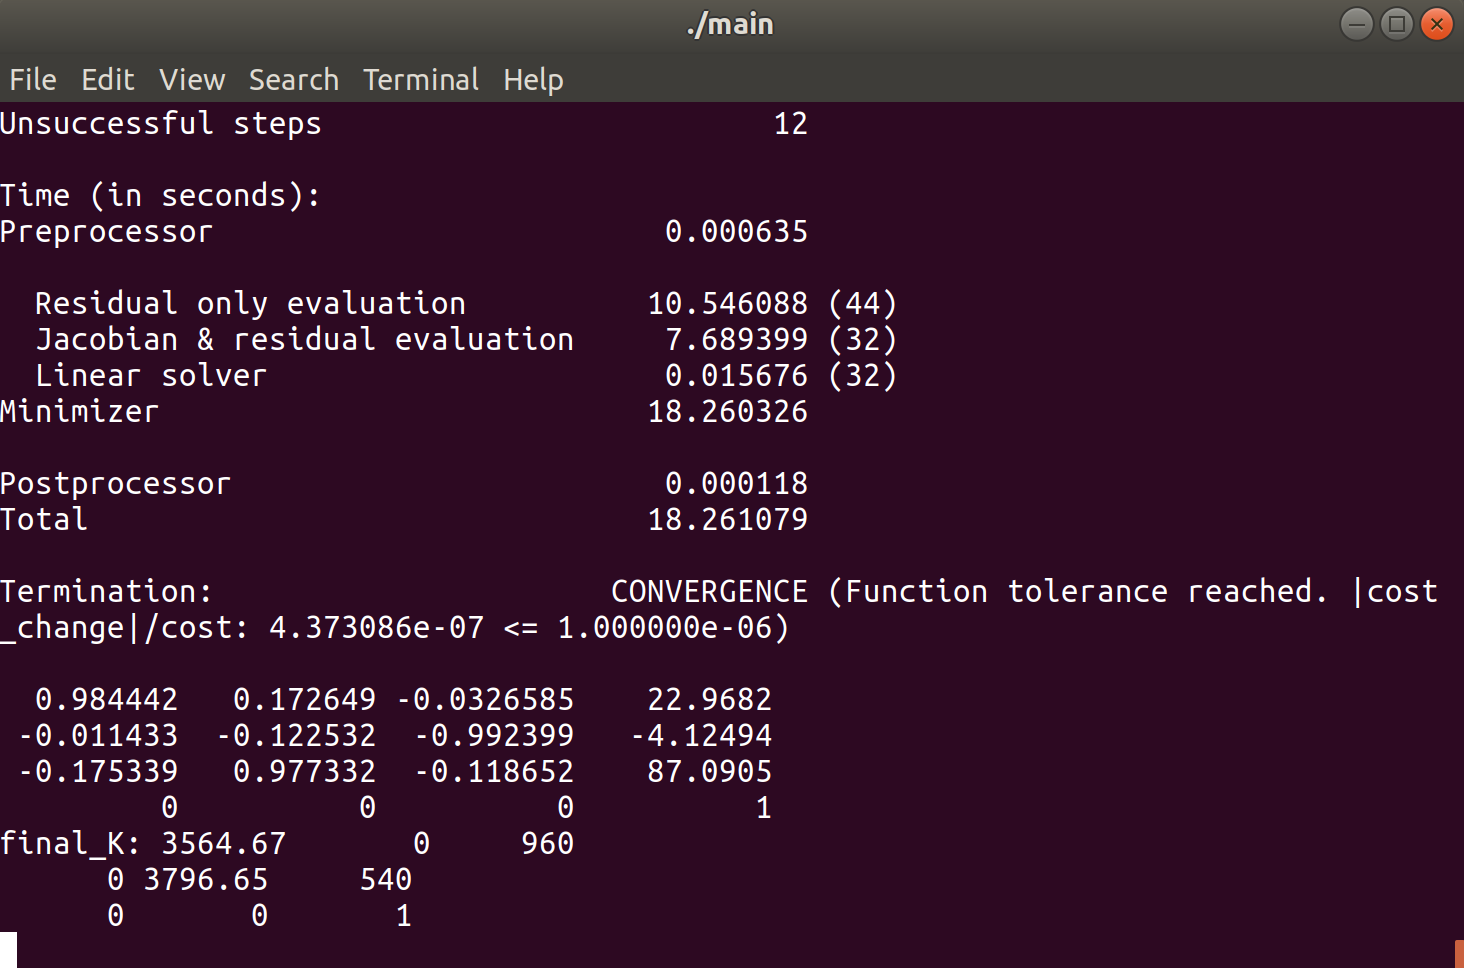 ./main
File Edit View Search Terminal Help
Unsuccessful steps 12
Time (in seconds):
Preprocessor 0.000635
Residual only evaluation 10.546088 (44)
Jacobian & residual evaluation 7.689399 (32)
Linear solver 0.015676 (32)
Minimizer 18.260326
Postprocessor 0.000118
Total 18.261079
Termination: CONVERGENCE (Function tolerance reached. |cost
_change|/cost: 4.373086e-07 <= 1.000000e-06)
0.984442 0.172649 -0.0326585 22.9682
-0.011433 -0.122532 -0.992399 -4.12494
-0.175339 0.977332 -0.118652 87.0905
0 0 0 1
final_K: 3564.67 0 960
0 3796.65 540
0 0 1